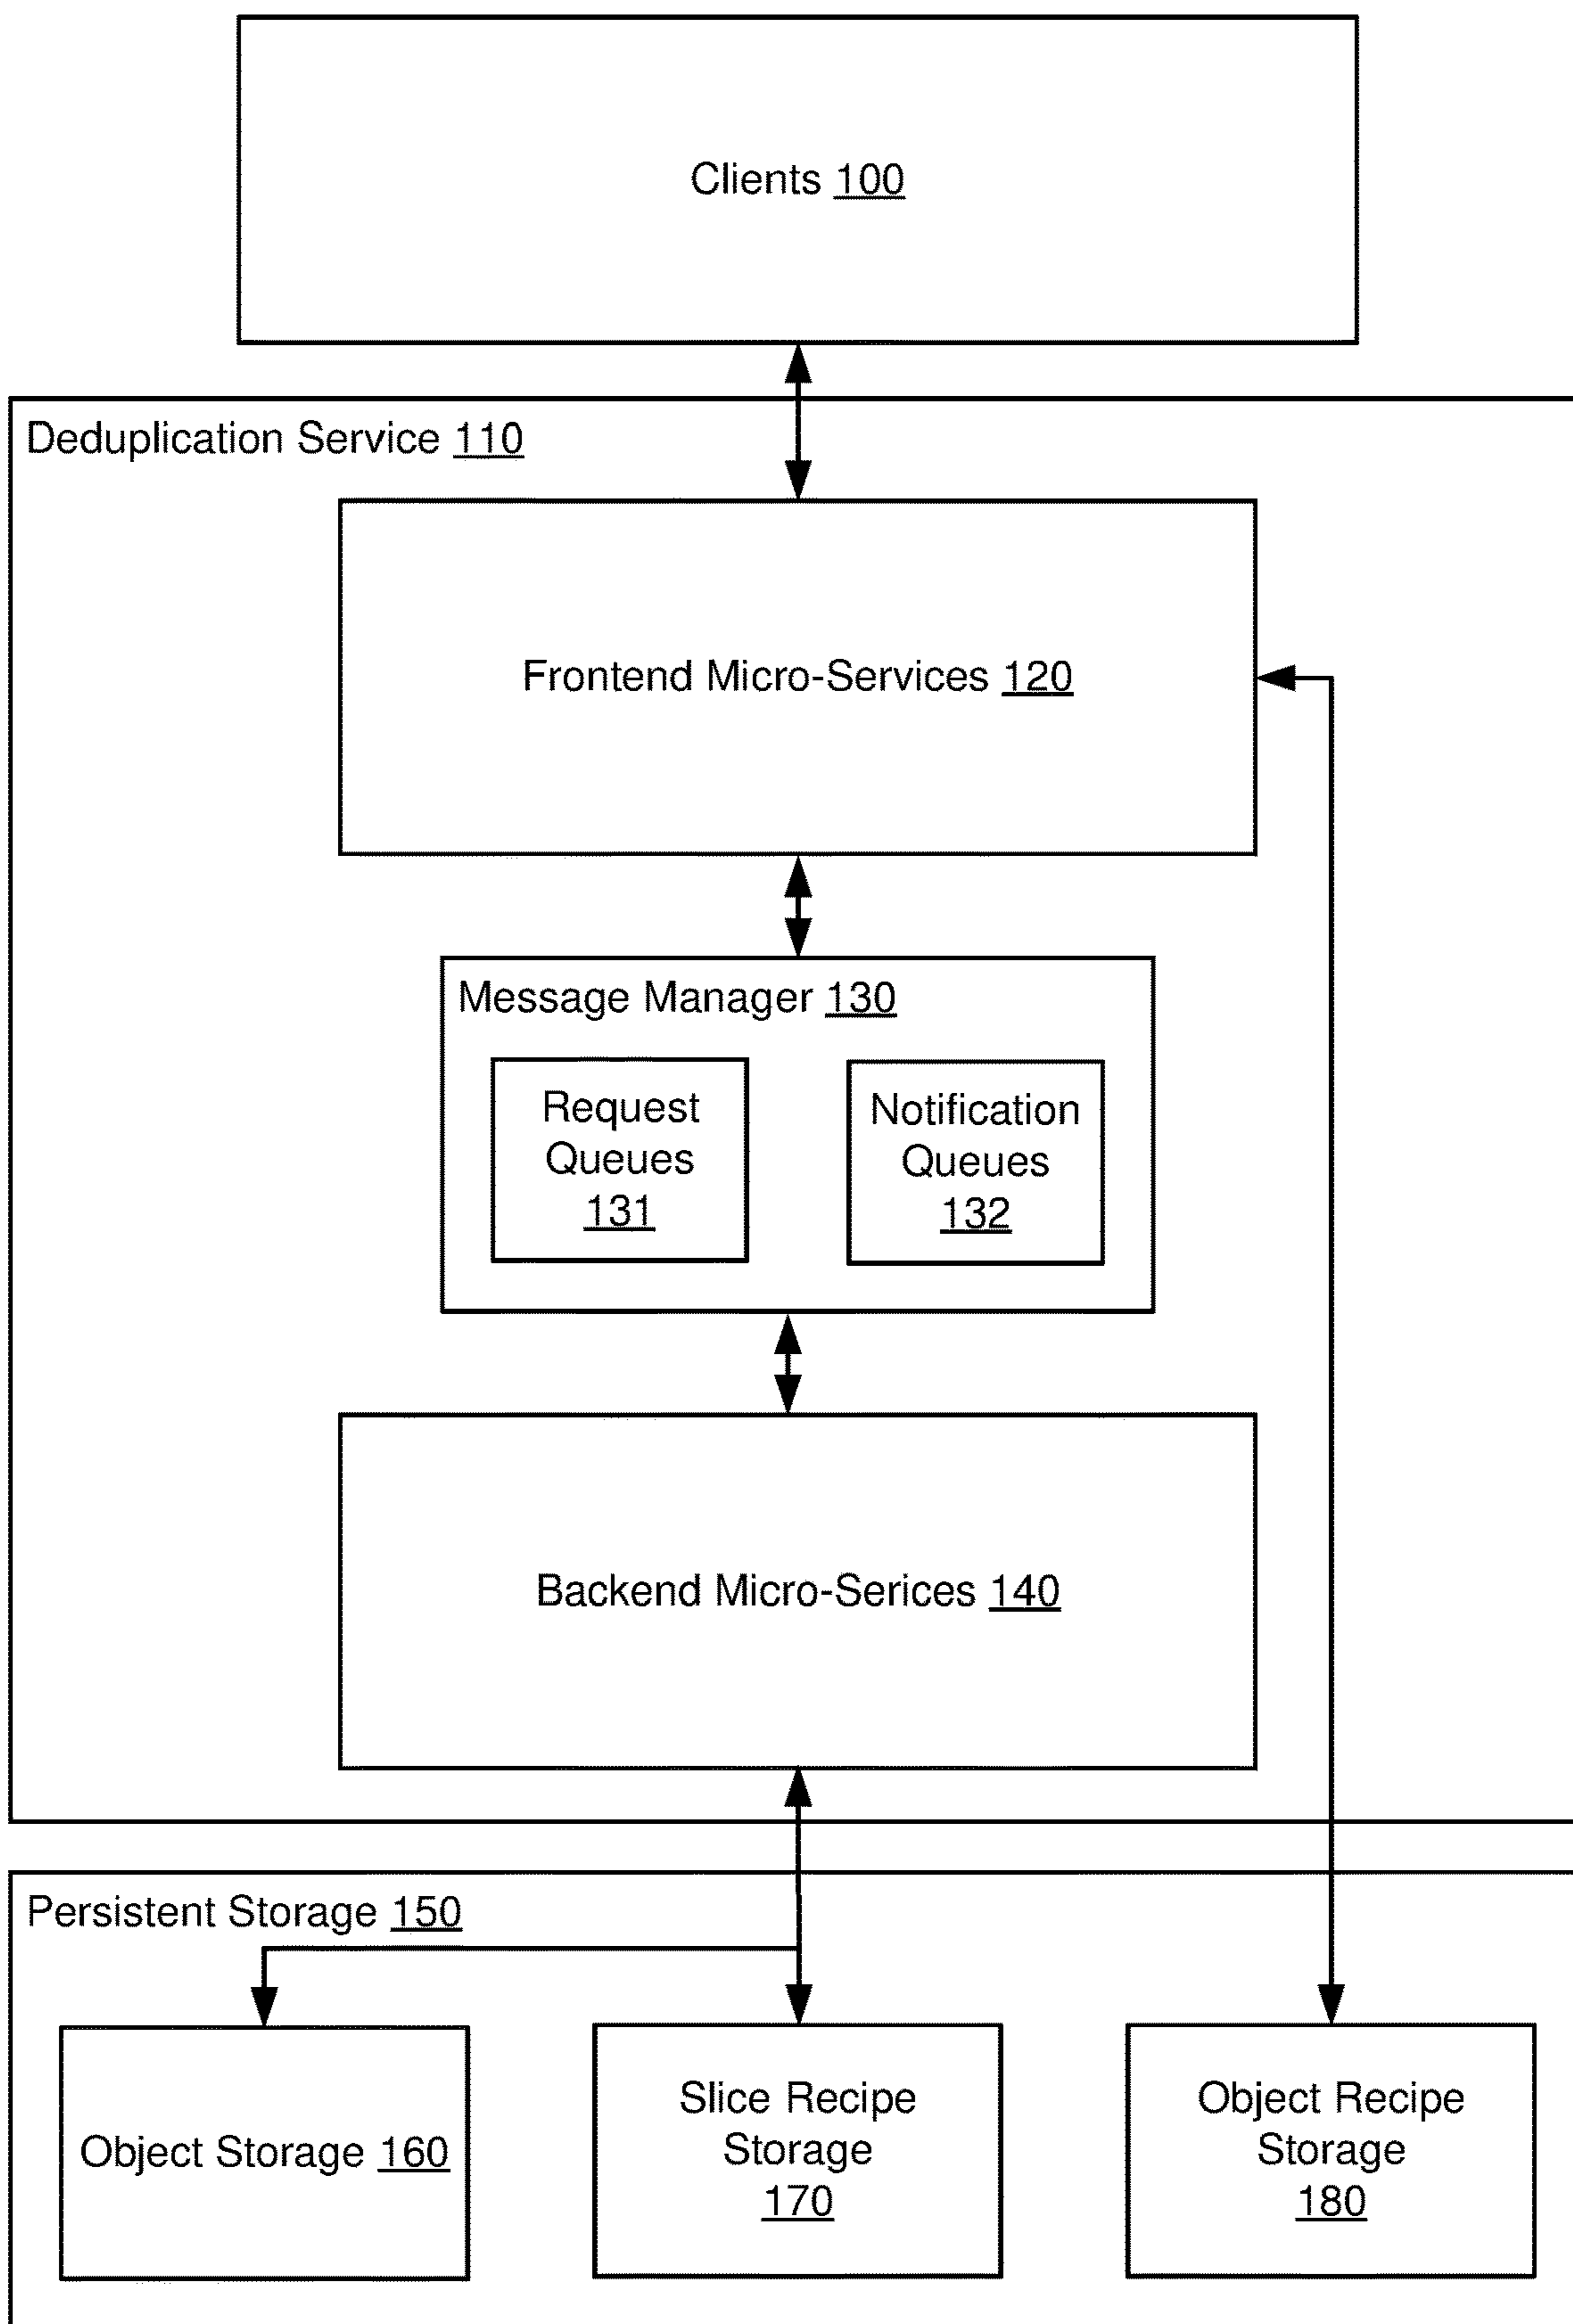 Clients 100
Deduplication Service 110
Frontend Micro-Services 120
Message Manager 130
Request
Queues
131
Notification
Queues
132
Backend Micro-Serices 140
Persistent Storage 150
Object Storage 160
Slice Recipe
Storage
170
Object Recipe
Storage
180